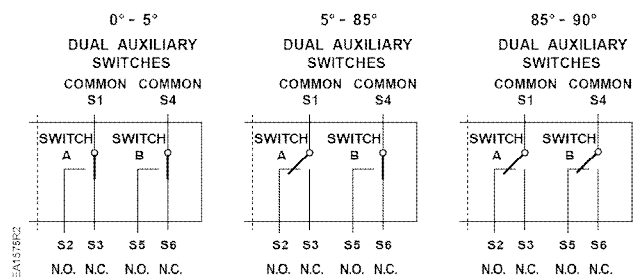 0° - 5°
DUAL AUXILIARY
SWITCHES
COMMON COMMON
S1 S4
SWITCH A
SWITCH B
S2 S3 S5 S6
N.O. N.C. N.O. N.C.
5° - 85°
DUAL AUXILIARY
SWITCHES
COMMON COMMON
S1 S4
SWITCH A
SWITCH B
S2 S3 S5 S6
N.O. N.C. N.O. N.C.
85° - 90°
DUAL AUXILIARY
SWITCHES
COMMON COMMON
S1 S4
SWITCH A
SWITCH B
S2 S3 S5 S6
N.O. N.C. N.O. N.C.
EA1575R2